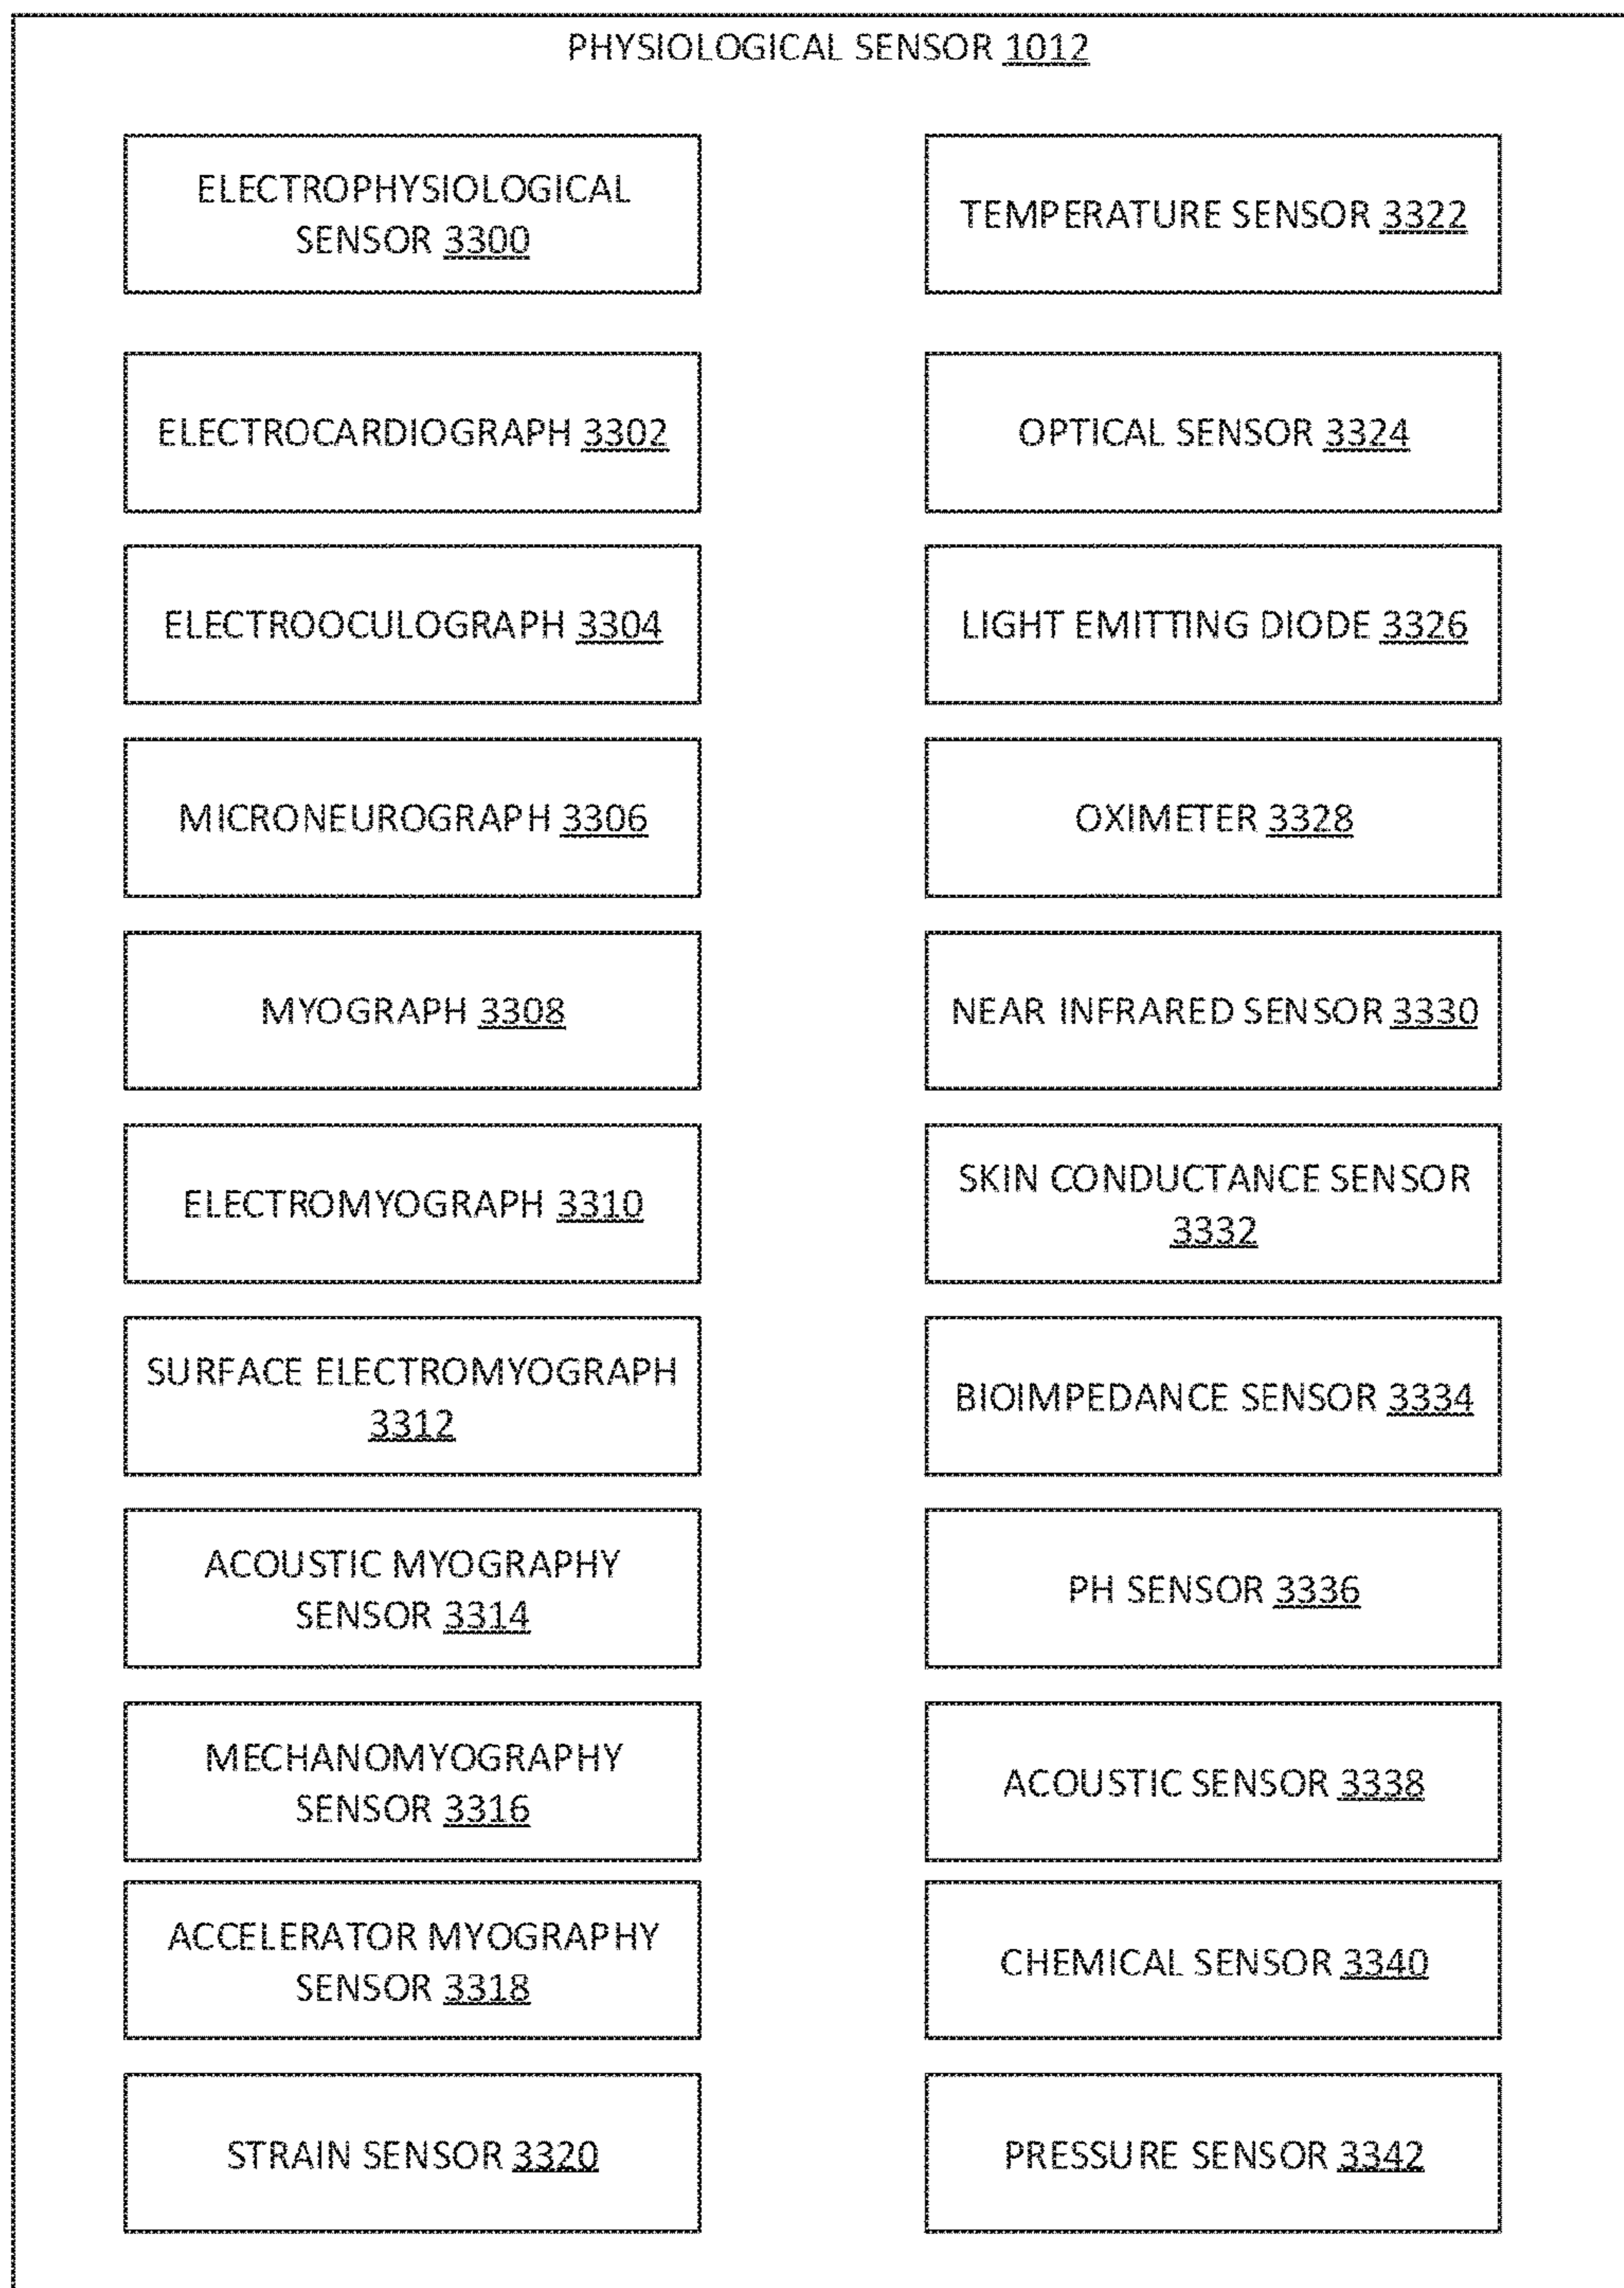 PHYSIOLOGICAL SENSOR 1012
ELECTROPHYSIOLOGICAL
SENSOR 3300
ELECTROCARDIOGRAPH 3302
ELECTROOCULOGRAPH 3304
MICRONEUROGRAPH 3306
MYOGRAPH 3308
ELECTROMYOGRAPH 3310
SURFACE ELECTROMYOGRAPH
3312
ACOUSTIC MYOGRAPHY
SENSOR 3314
MECHANOMYOGRAPHY
SENSOR 3316
ACCELERATOR MYOGRAPHY
SENSOR 3318
STRAIN SENSOR 3320
TEMPERATURE SENSOR 3322
OPTICAL SENSOR 3324
LIGHT EMITTING DIODE 3326
OXIMETER 3328
NEAR INFRARED SENSOR 3330
SKIN CONDUCTANCE SENSOR
3332
BIOIMPEDANCE SENSOR 3334
PH SENSOR 3336
ACOUSTIC SENSOR 3338
CHEMICAL SENSOR 3340
PRESSURE SENSOR 3342